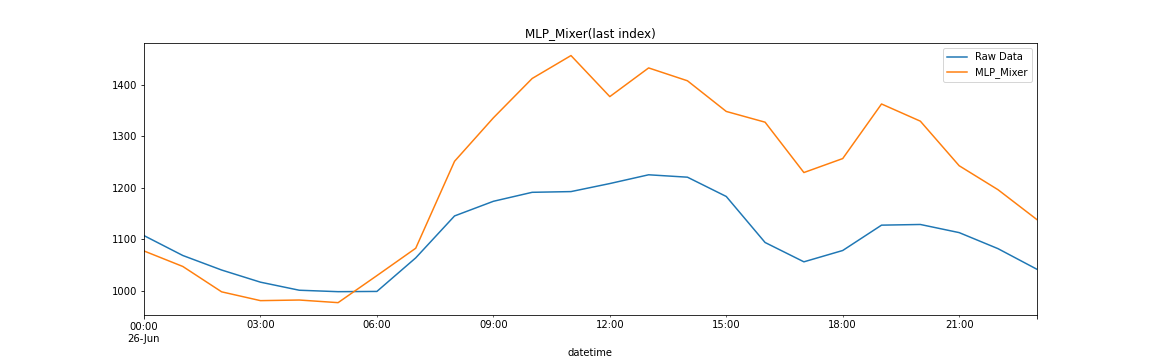 MLP_Mixer(last index)
Raw Data
MLP_Mixer
1400
1300
1200
1100
1000
00:00 03:00 06:00 09:00 12:00 15:00 18:00 21:00
26-Jun
datetime